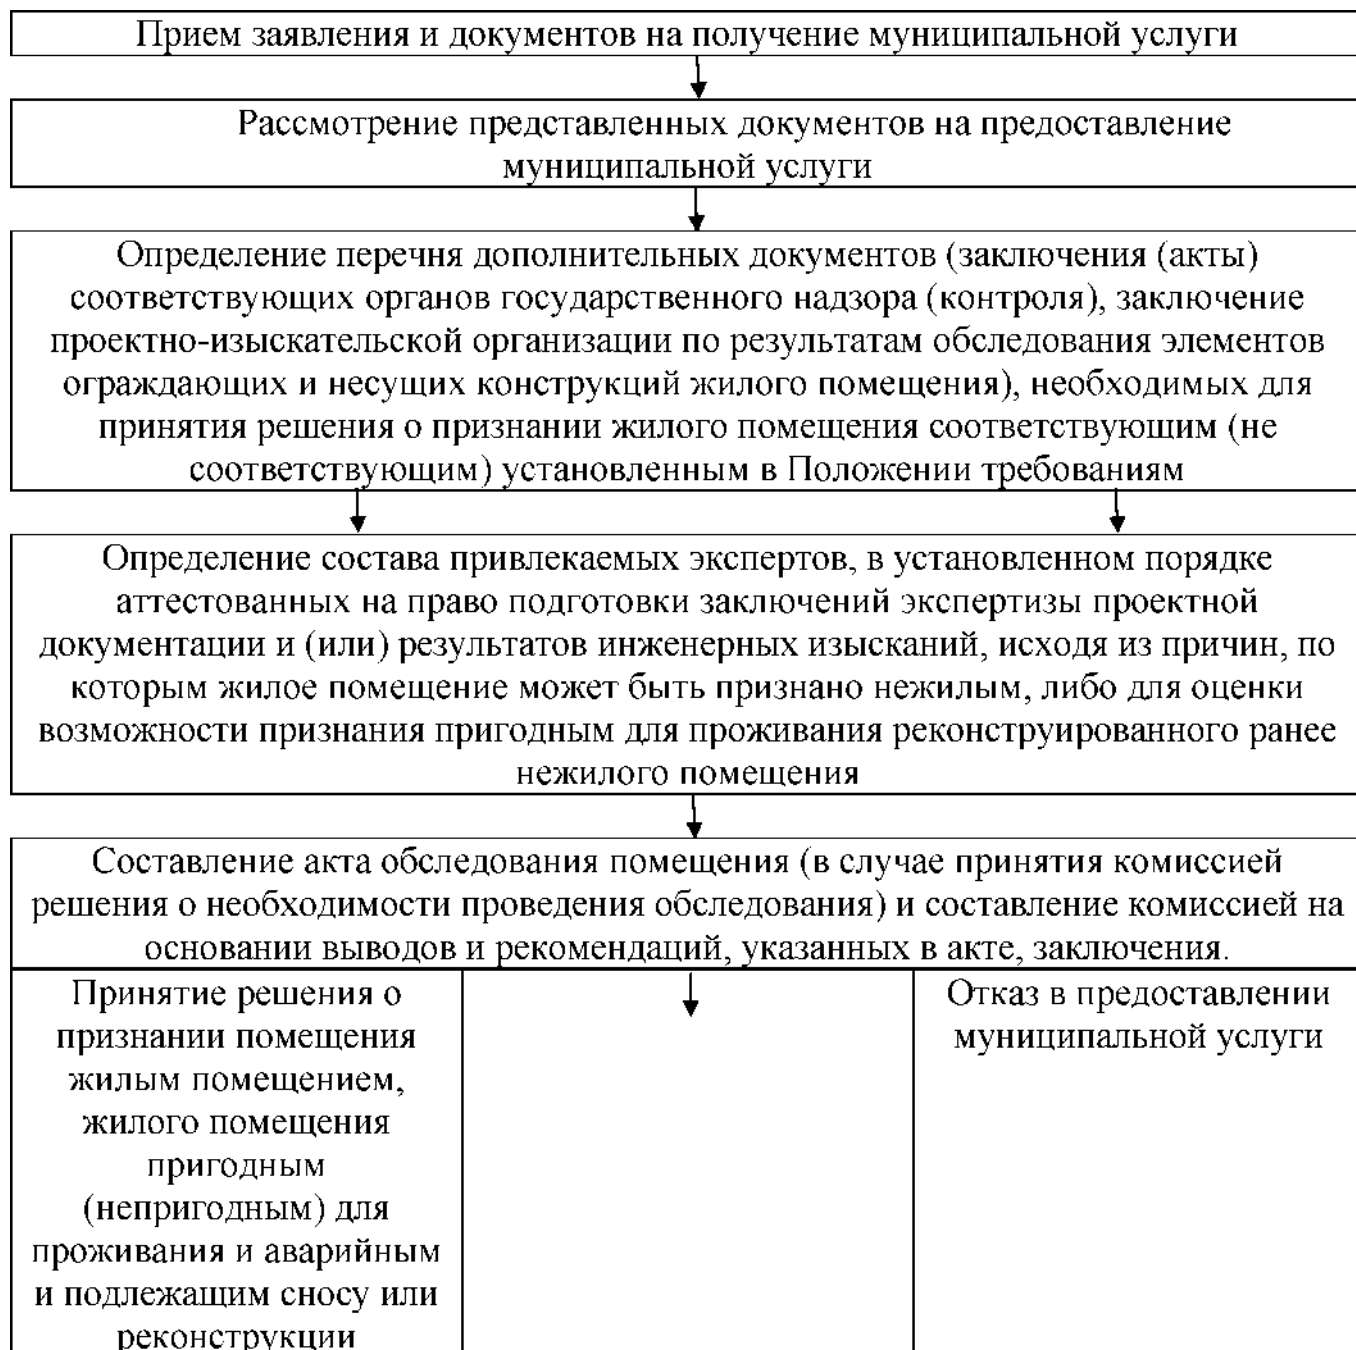 Прием заявления и документов на получение муниципальной услуги
Рассмотрение представленных документов на предоставление
муниципальной услуги
Определение перечня дополнительных документов (заключения (акты)
соответствующих органов государственного надзора (контроля), заключение
проектно-изыскательской организации по результатам обследования элементов
ограждающих и несущих конструкций жилого помещения), необходимых для
принятия решения о признании жилого помещения соответствующим (не
соответствующим) установленным в Положении требованиям
Определение состава привлекаемых экспертов, в установленном порядке
аттестованных на право подготовки заключений экспертизы проектной
документации и (или) результатов инженерных изысканий, исходя из причин, по
которым жилое помещение может быть признано нежилым, либо для оценки
возможности признания пригодным для проживания реконструированного ранее
нежилого помещения
Составление акта обследования помещения (в случае принятия комиссией
решения о необходимости проведения обследования) и составление комиссией на
основании выводов и рекомендаций, указанных в акте, заключения.
Принятие решения о
признании помещения
жилым помещением,
жилого помещения
пригодным
(непригодным) для
проживания и аварийным
и подлежащим сносу или
реконструкции
Отказ в предоставлении
муниципальной услуги